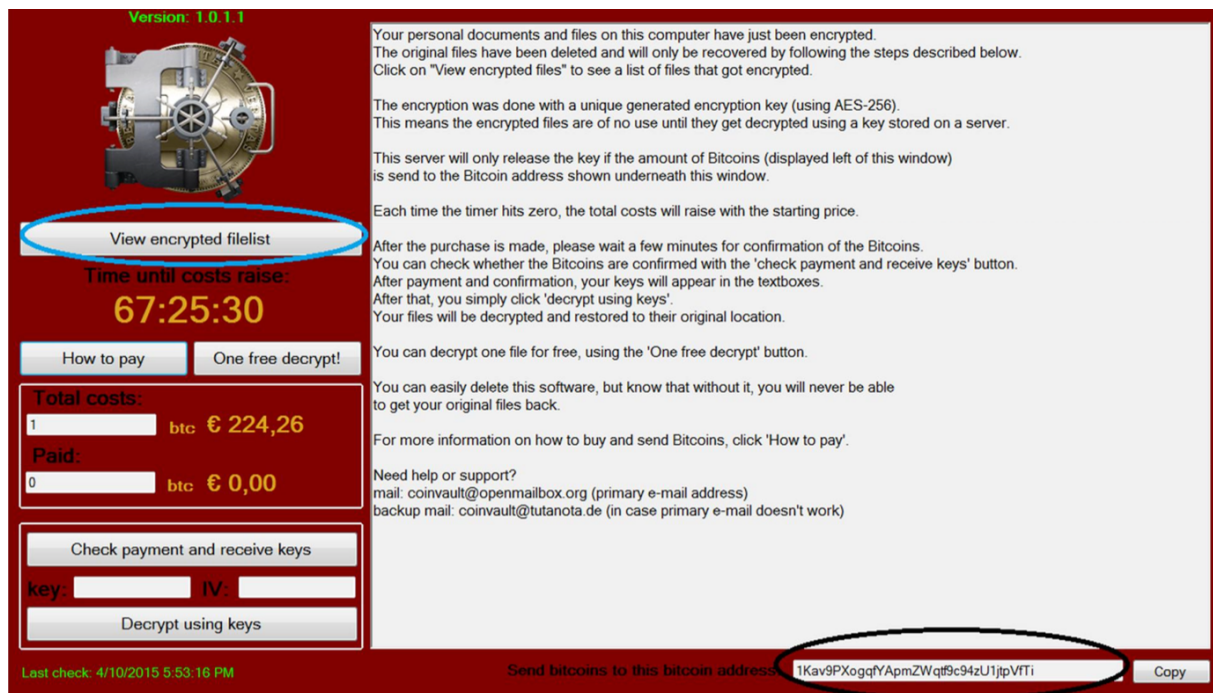 Version: 1.0.1.1
View encrypted filelist
Time until costs raise:
67:25:30
How to pay
One free decrypt!
Total costs:
1 btc € 224,26
Paid:
0 btc € 0,00
Check payment and receive keys
key: IV:
Decrypt using keys
Last check: 4/10/2015 5:53:16 PM
Your personal documents and files on this computer have just been encrypted.
The original files have been deleted and will only be recovered by following the steps described below.
Click on "View encrypted files" to see a list of files that got encrypted.
The encryption was done with a unique generated encryption key (using AES-256).
This means the encrypted files are of no use until they get decrypted using a key stored on a server.
This server will only release the key if the amount of Bitcoins (displayed left of this window)
is send to the Bitcoin address shown underneath this window.
Each time the timer hits zero, the total costs will raise with the starting price.
After the purchase is made, please wait a few minutes for confirmation of the Bitcoins.
You can check whether the Bitcoins are confirmed with the 'check payment and receive keys' button.
After payment and confirmation, your keys will appear in the textboxes.
After that, you simply click 'decrypt using keys'.
Your files will be decrypted and restored to their original location.
You can decrypt one file for free, using the 'One free decrypt' button.
You can easily delete this software, but know that without it, you will never be able
to get your original files back.
For more information on how to buy and send Bitcoins, click 'How to pay'.
Need help or support?
mail: coinvault@openmailbox.org (primary e-mail address)
backup mail: coinvault@tutanota.de (in case primary e-mail doesn't work)
Send bitcoins to this bitcoin address
1Kav9PXogqfYApmZWqtf9c94zU1jtpVfTi
Copy